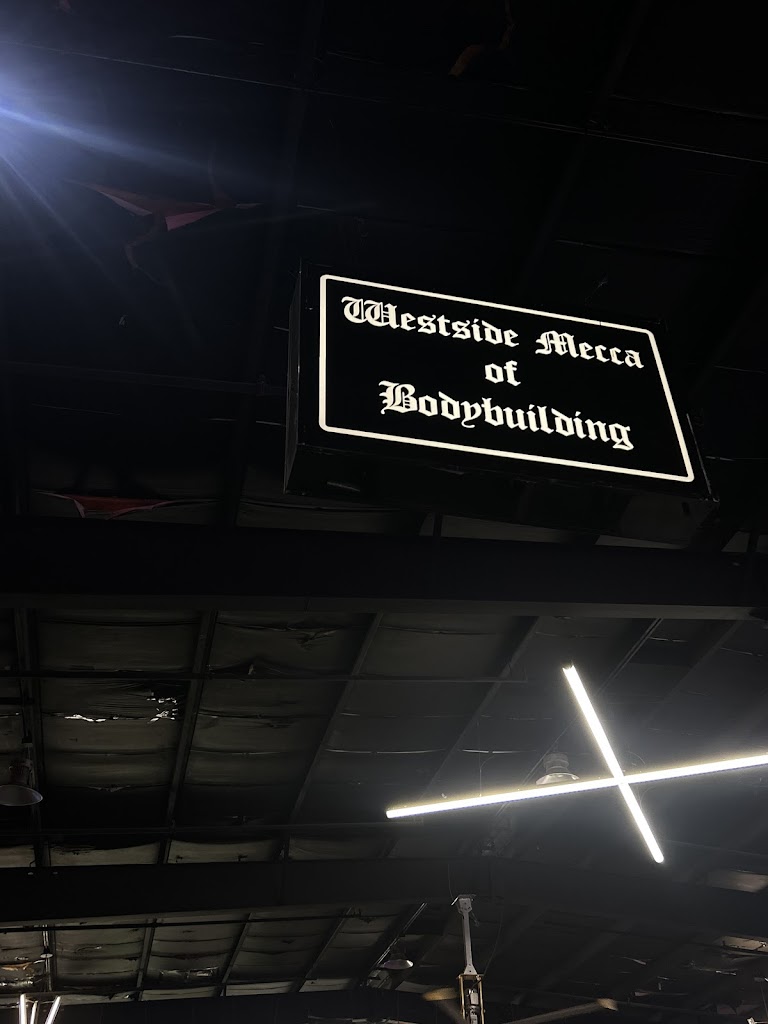 Westside Mecca
of
Bodybuilding